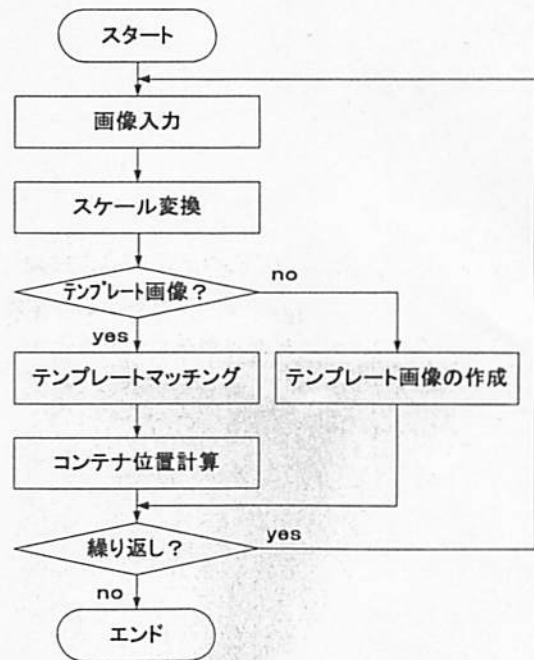 スタート
画像入力
スケール変換
テンプレート画像？
no
yes
テンプレートマッチング
テンプレート画像の作成
コンテナ位置計算
繰り返し？
yes
no
エンド